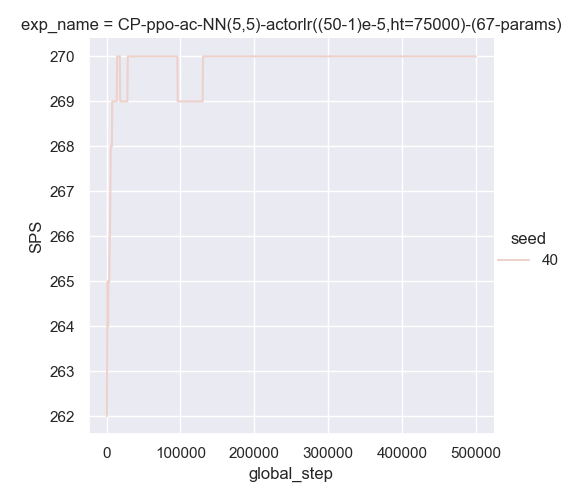 exp_name = CP-ppo-ac-NN(5,5)-actorlr((50-1)e-5,ht=75000)-(67-params)
270
269
268
267
266
265
264
263
262
SPS
0 100000 200000 300000 400000 500000
global_step
seed
40